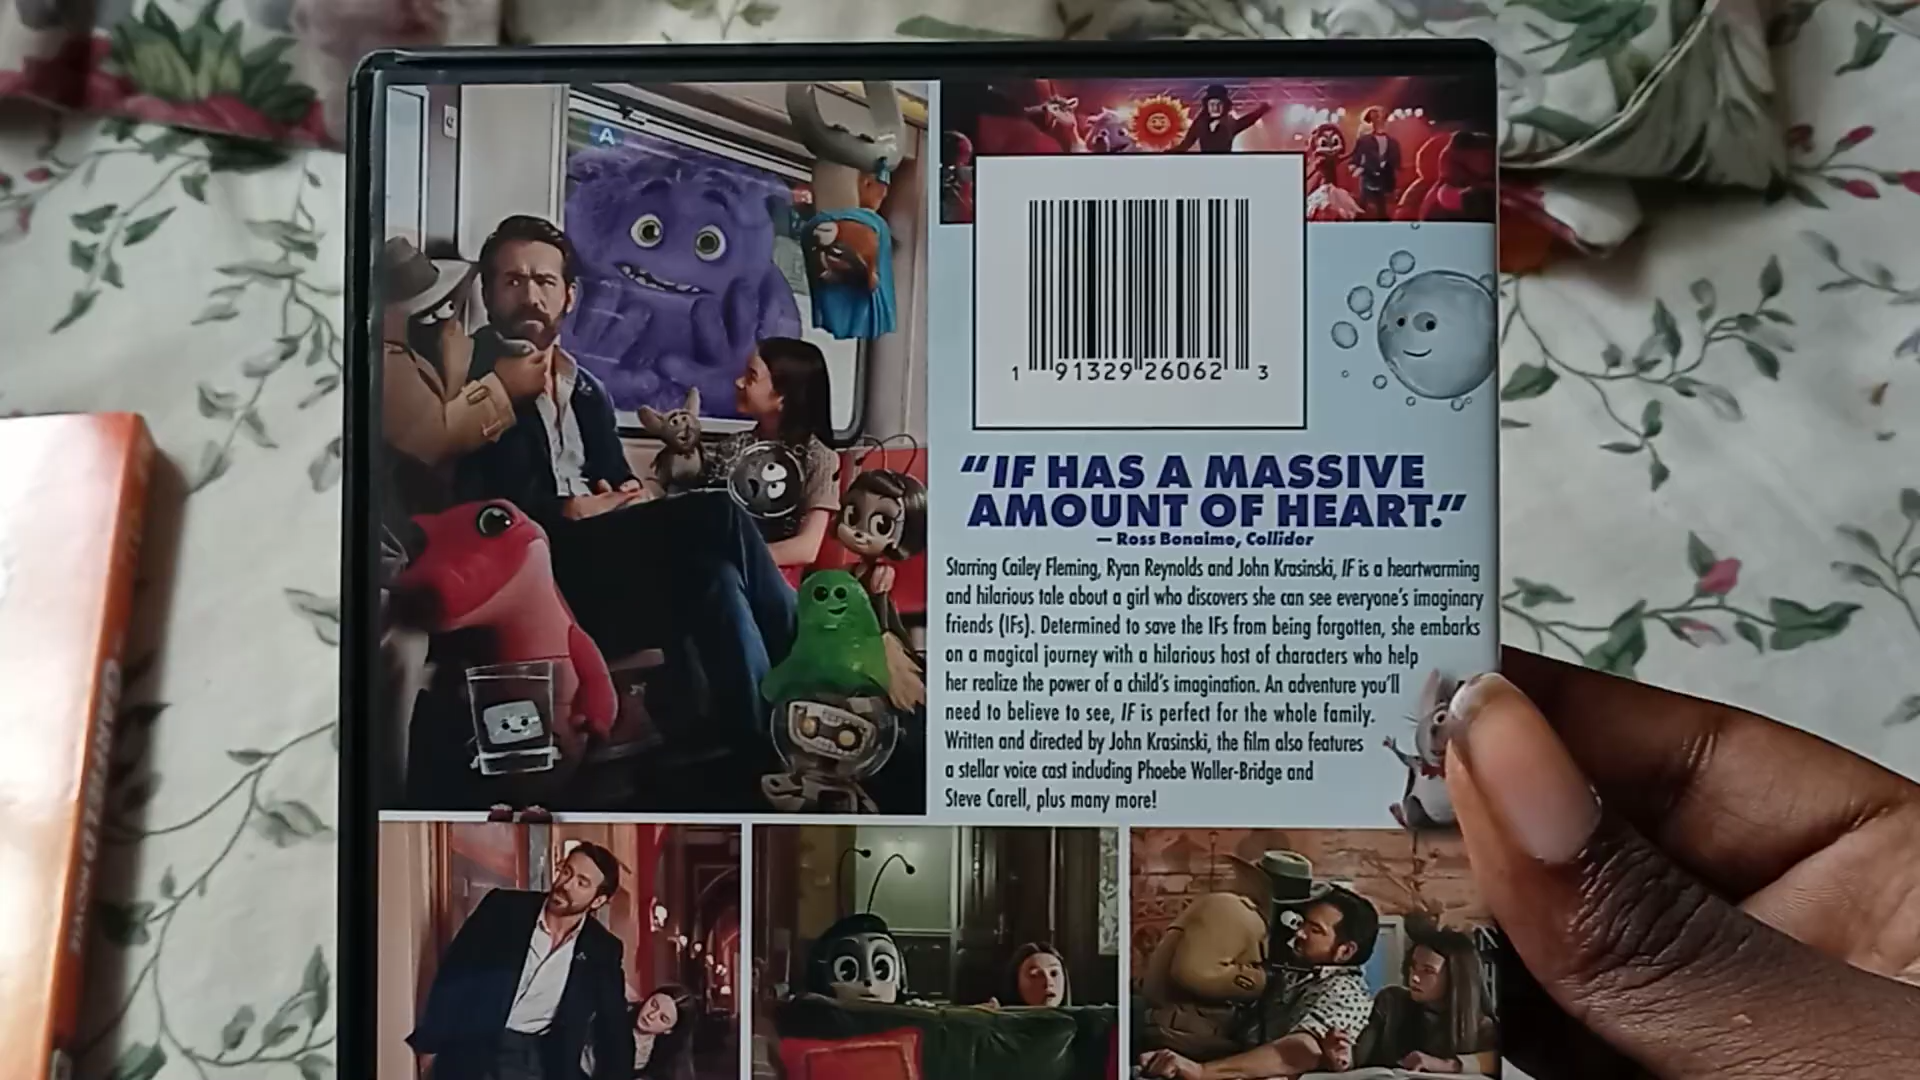 A
1 91329 26062 3
“IF HAS A MASSIVE
AMOUNT OF HEART.”
— Ross Bonaime, Collider
Starring Cailey Fleming, Ryan Reynolds and John Krasinski, IF is a heartwarming
and hilarious tale about a girl who discovers she can see everyone’s imaginary
friends (IFs). Determined to save the IFs from being forgotten, she embarks
on a magical journey with a hilarious host of characters who help
her realize the power of a child’s imagination. An adventure you’ll
need to believe to see, IF is perfect for the whole family.
Written and directed by John Krasinski, the film also features
a stellar voice cast including Phoebe Waller-Bridge and
Steve Carell, plus many more!